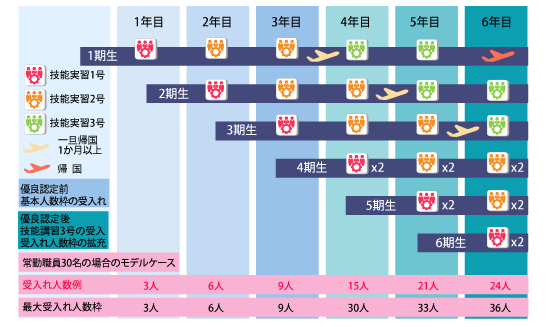 1年目 2年目 3年目 4年目 5年目 6年目
1期生
技能実習1号
2期生
技能実習2号
3期生
技能実習3号
一旦帰国
1か月以上
帰 国
4期生 x2 x2 x2
優良認定前
基本人数枠の受入れ
5期生 x2 x2
優良認定後
技能講習3号の受入
受入れ人数枠の拡充
6期生 x2
常勤職員30名の場合のモデルケース
受入れ人数例 3人 6人 9人 15人 21人 24人
最大受入れ人数枠 3人 6人 9人 30人 33人 36人